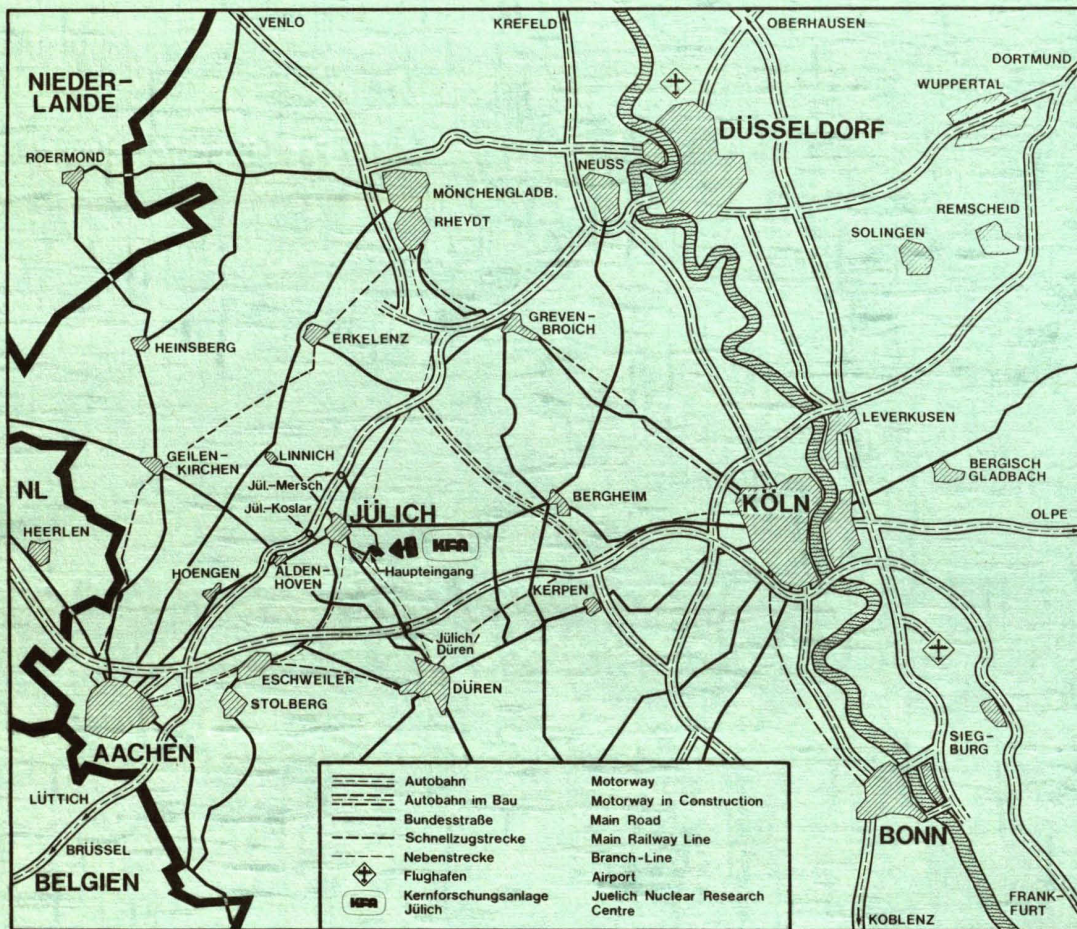 VENLO
KREFELD
OBERHAUSEN
DORTMUND
NIEDER-
LANDE
WUPPERTAL
DÜSSELDORF
ROERMOND
NEUSS
MÖNCHENGLADB.
RHEYDT
REMSCHEID
SOLINGEN
GREVEN-
BROICH
ERKELENZ
HEINSBERG
LEVERKUSEN
GEILEN-
KIRCHEN
LINNICH
Jül.-Mersch
BERGISCH
GLADBACH
NL
BERGHEIM
KÖLN
Jül.-Koslar
JÜLICH
OLPE
HEERLEN
KFA
HOENGEN
ALDEN-
HOVEN
Haupteingang
KERPEN
Jülich/
Düren
ESCHWEILER
DÜREN
STOLBERG
SIEG-
BURG
AACHEN
LÜTTICH
BONN
BRÜSSEL
BELGIEN
FRANK-
FURT
KOBLENZ
Autobahn Motorway
Autobahn im Bau Motorway in Construction
Bundesstraße Main Road
Schnellzugstrecke Main Railway Line
Nebenstrecke Branch-Line
Flughafen Airport
KFA Kernforschungsanlage Juelich Nuclear Research
Jülich Centre